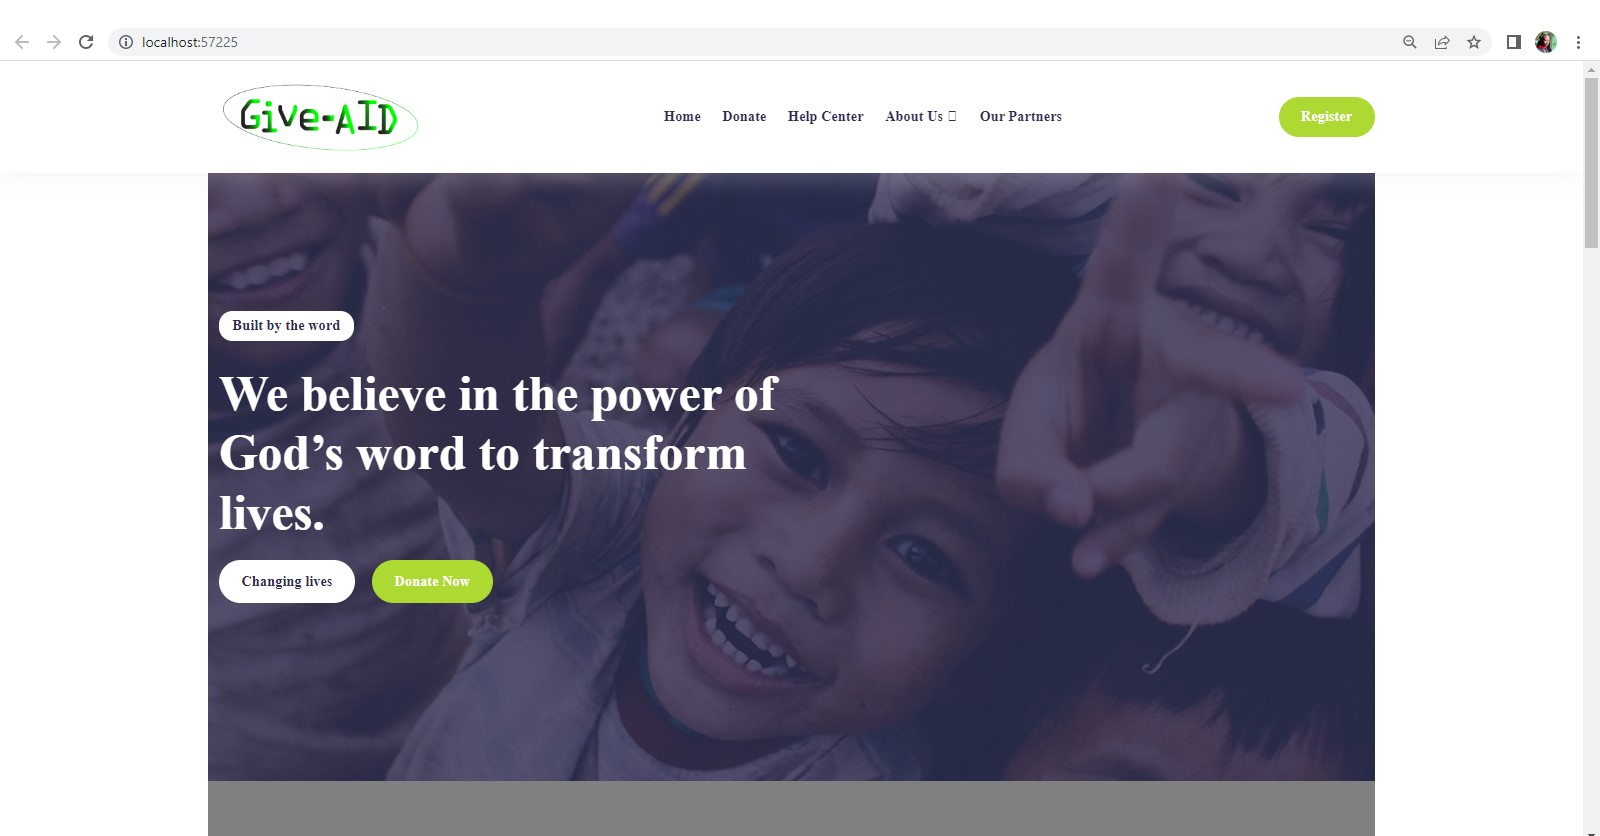 localhost:57225
Give-AID
Home Donate Help Center About Us Our Partners
Register
Built by the word
We believe in the power of
God’s word to transform
lives.
Changing lives Donate Now